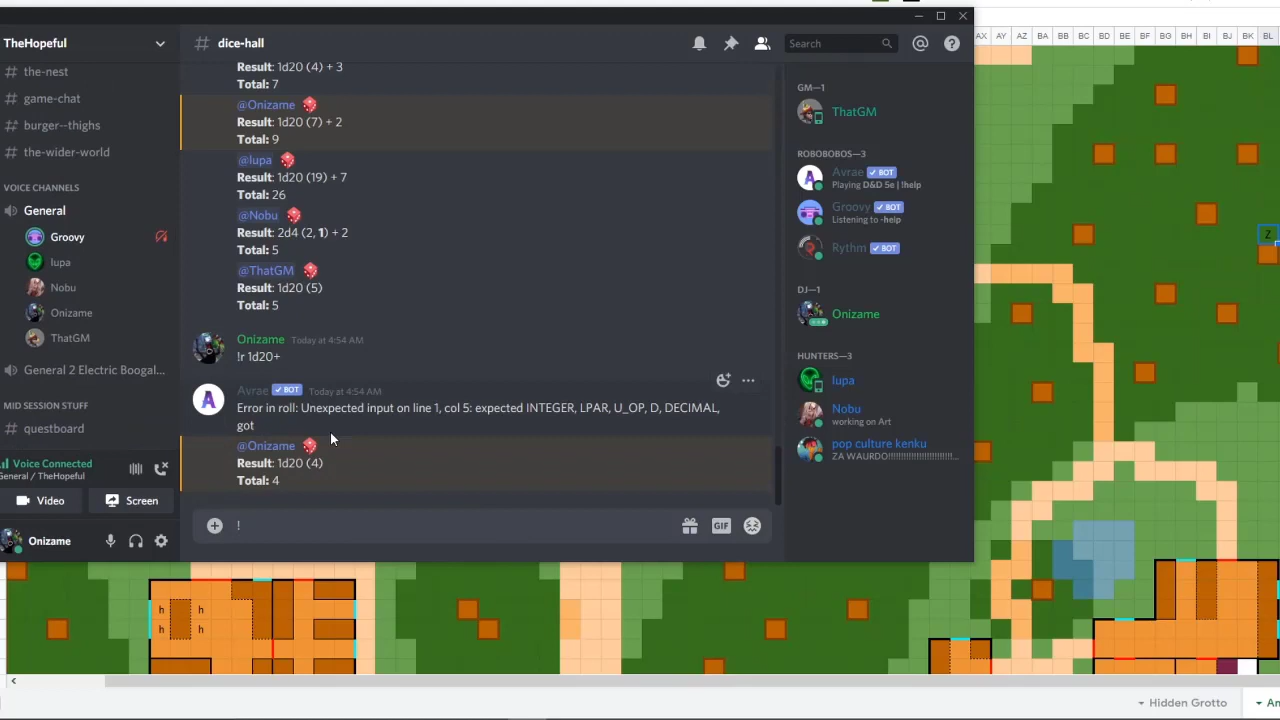 AX AY AZ BA BB BC BD BE BF BG BH BI BJ BK BL
TheHopeful
# dice-hall
Search
the-nest
game-chat
burger--thighs
the-wider-world
VOICE CHANNELS
General
Groovy
lupa
Nobu
Onizame
ThatGM
General 2 Electric Boogal...
MID SESSION STUFF
questboard
Voice Connected
General / TheHopeful
Video
Screen
Onizame
Result: 1d20 (4) + 3
Total: 7
@Onizame
Result: 1d20 (7) + 2
Total: 9
@lupa
Result: 1d20 (19) + 7
Total: 26
@Nobu
Result: 2d4 (2, 1) + 2
Total: 5
@ThatGM
Result: 1d20 (5)
Total: 5
Onizame Today at 4:54 AM
!r 1d20+
Avrae BOT Today at 4:54 AM
Error in roll: Unexpected input on line 1, col 5: expected INTEGER, LPAR, U_OP, D, DECIMAL,
got
@Onizame
Result: 1d20 (4)
Total: 4
!
GIF
GM—1
ThatGM
ROBOBOBOS—3
Avrae BOT
Playing D&D 5e | !help
Groovy BOT
Listening to -help
Rythm BOT
DJ—1
Onizame
HUNTERS—3
lupa
Nobu
working on Art
pop culture kenku
ZA WAURDO!!!!!!!!!!!!!!!!!!!!!!!...
Z
h h
h h
Hidden Grotto
An